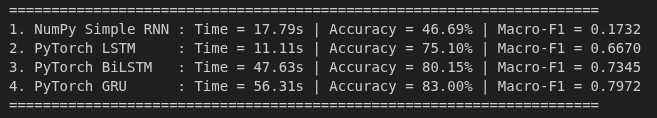 ======================================================================
1. NumPy Simple RNN : Time = 17.79s | Accuracy = 46.69% | Macro-F1 = 0.1732
2. PyTorch LSTM     : Time = 11.11s | Accuracy = 75.10% | Macro-F1 = 0.6670
3. PyTorch BiLSTM   : Time = 47.63s | Accuracy = 80.15% | Macro-F1 = 0.7345
4. PyTorch GRU      : Time = 56.31s | Accuracy = 83.00% | Macro-F1 = 0.7972
======================================================================